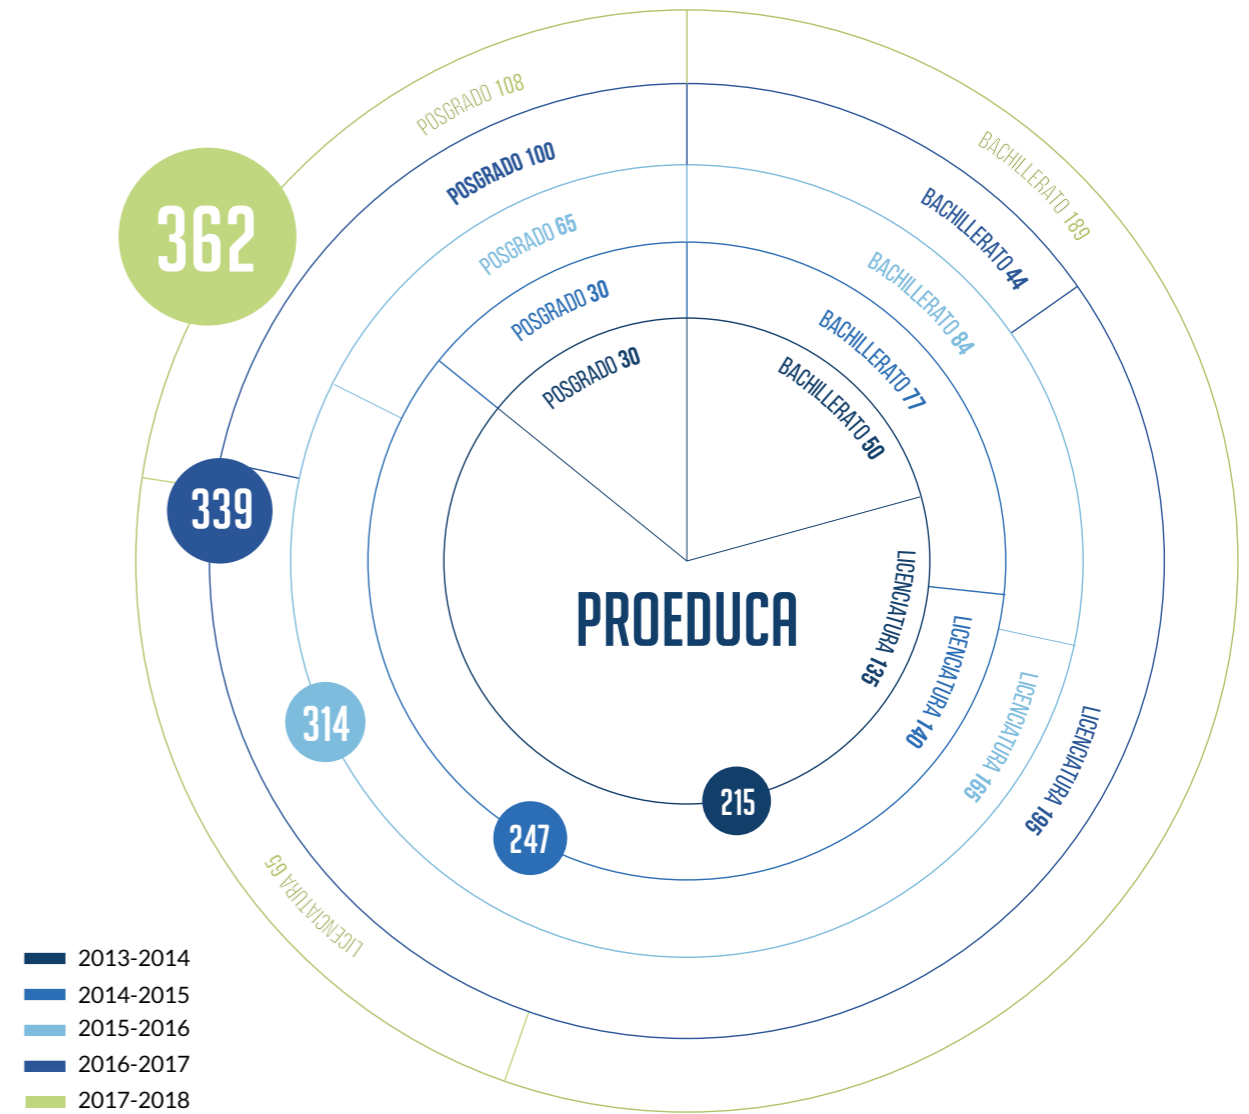 POSGRADO 108
BACHILLERATO 189
362
POSGRADO 100
BACHILLERATO 44
POSGRADO 65
BACHILLERATO 84
POSGRADO 30
BACHILLERATO 77
POSGRADO 30
BACHILLERATO 50
339
PROEDUCA
LICENCIATURA 135
LICENCIATURA 140
LICENCIATURA 165
LICENCIATURA 195
314
215
247
LICENCIATURA 65
2013-2014
2014-2015
2015-2016
2016-2017
2017-2018